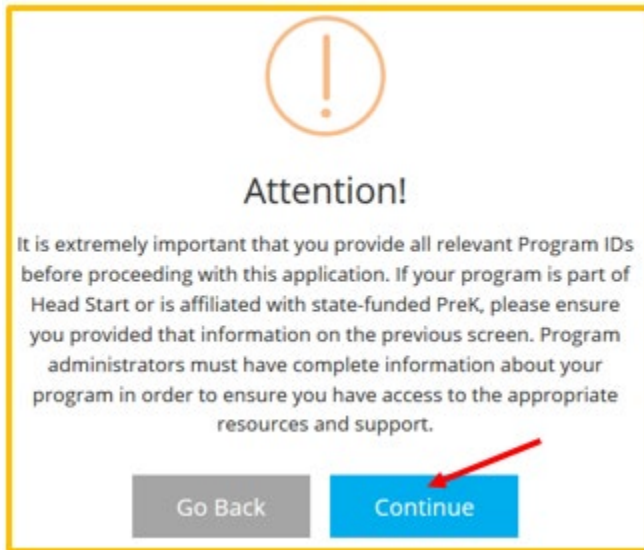 Attention!
It is extremely important that you provide all relevant Program IDs
before proceeding with this application. If your program is part of
Head Start or is affiliated with state-funded PreK, please ensure
you provided that information on the previous screen. Program
administrators must have complete information about your
program in order to ensure you have access to the appropriate
resources and support.
Go Back
Continue